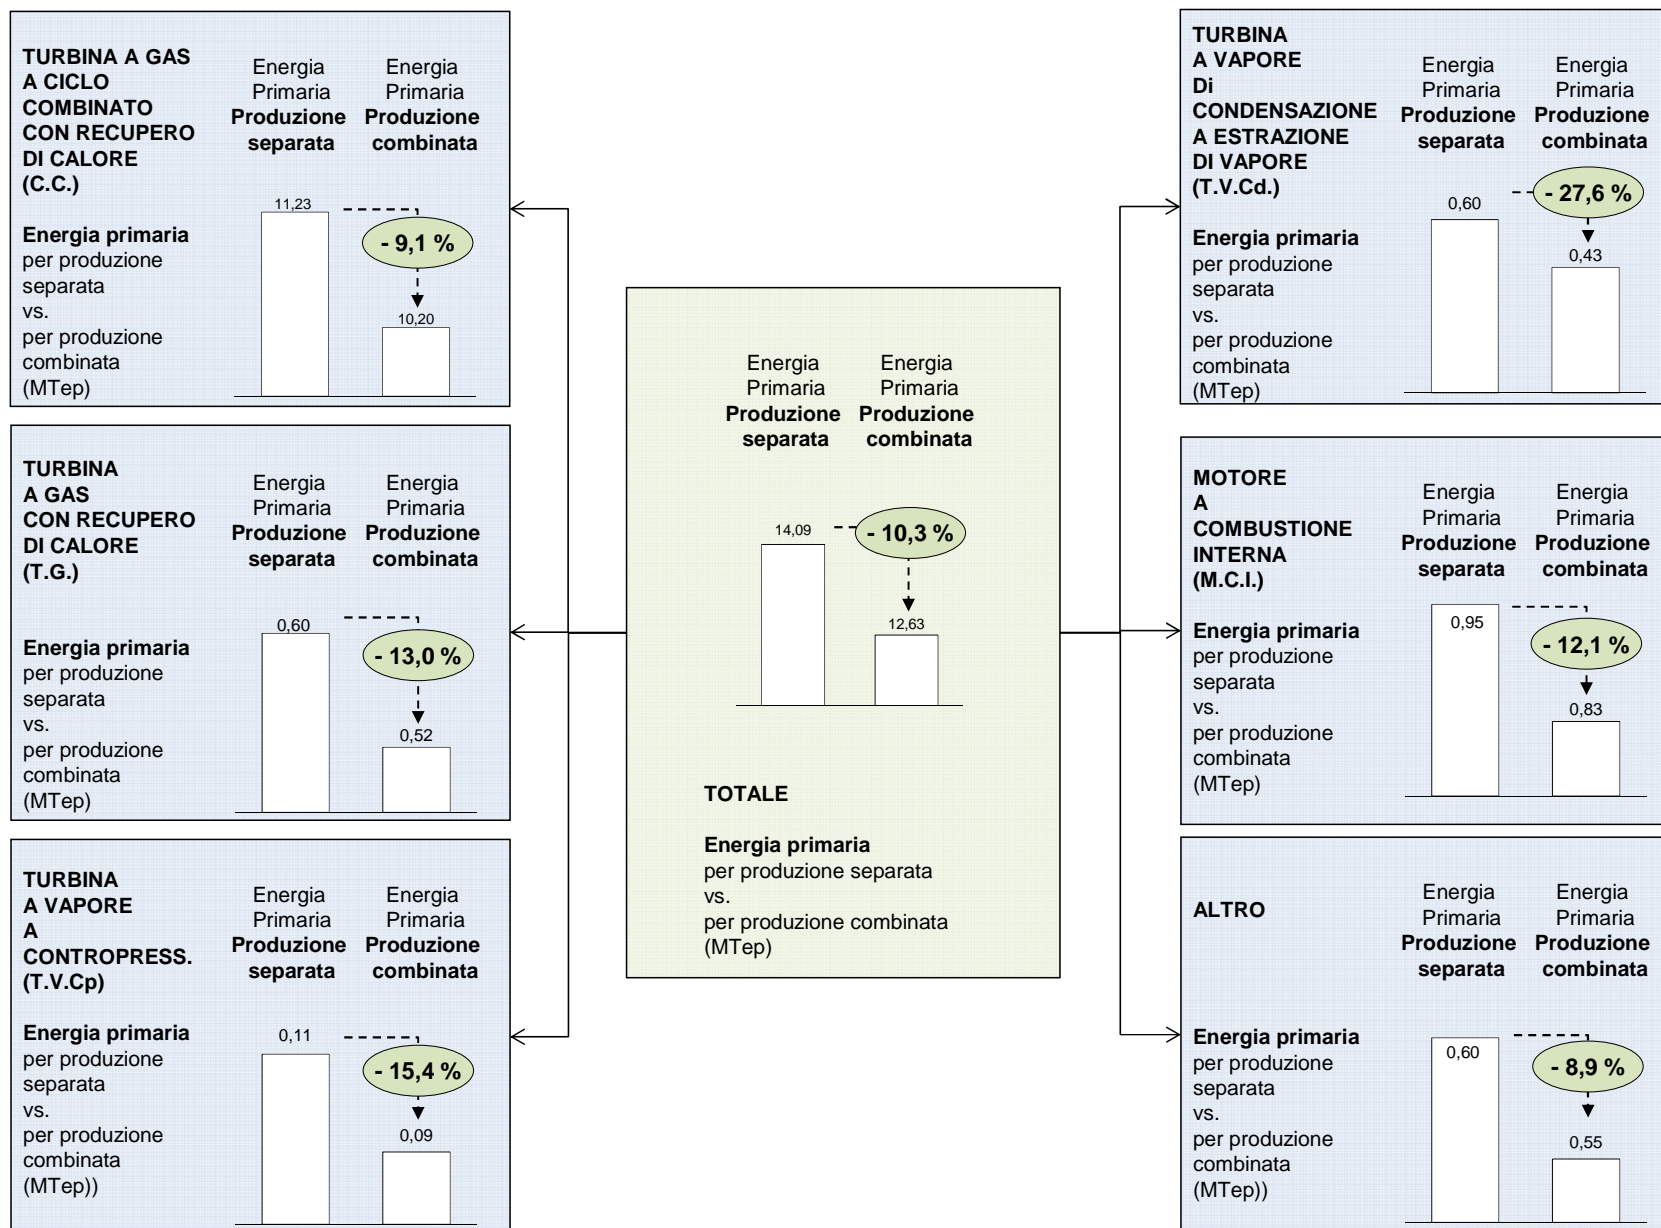 TURBINA A GAS
A CICLO
COMBINATO
CON RECUPERO
DI CALORE
(C.C.)
Energia primaria
per produzione
separata
vs.
per produzione
combinata
(MTep)
Energia
Primaria
Produzione
separata
Energia
Primaria
Produzione
combinata
11,23
- 9,1 %
10,20
TURBINA
A GAS
CON RECUPERO
DI CALORE
(T.G.)
Energia primaria
per produzione
separata
vs.
per produzione
combinata
(MTep)
Energia
Primaria
Produzione
separata
Energia
Primaria
Produzione
combinata
0,60
- 13,0 %
0,52
TURBINA
A VAPORE
A
CONTROPRESS.
(T.V.Cp)
Energia primaria
per produzione
separata
vs.
per produzione
combinata
(MTep))
Energia
Primaria
Produzione
separata
Energia
Primaria
Produzione
combinata
0,11
- 15,4 %
0,09
Energia
Primaria
Produzione
separata
Energia
Primaria
Produzione
combinata
14,09
- 10,3 %
12,63
TOTALE
Energia primaria
per produzione separata
vs.
per produzione combinata
(MTep)
TURBINA
A VAPORE
Di
CONDENSAZIONE
A ESTRAZIONE
DI VAPORE
(T.V.Cd.)
Energia primaria
per produzione
separata
vs.
per produzione
combinata
(MTep)
Energia
Primaria
Produzione
separata
Energia
Primaria
Produzione
combinata
0,60
- 27,6 %
0,43
MOTORE
A
COMBUSTIONE
INTERNA
(M.C.I.)
Energia primaria
per produzione
separata
vs.
per produzione
combinata
(MTep)
Energia
Primaria
Produzione
separata
Energia
Primaria
Produzione
combinata
0,95
- 12,1 %
0,83
ALTRO
Energia primaria
per produzione
separata
vs.
per produzione
combinata
(MTep))
Energia
Primaria
Produzione
separata
Energia
Primaria
Produzione
combinata
0,60
- 8,9 %
0,55